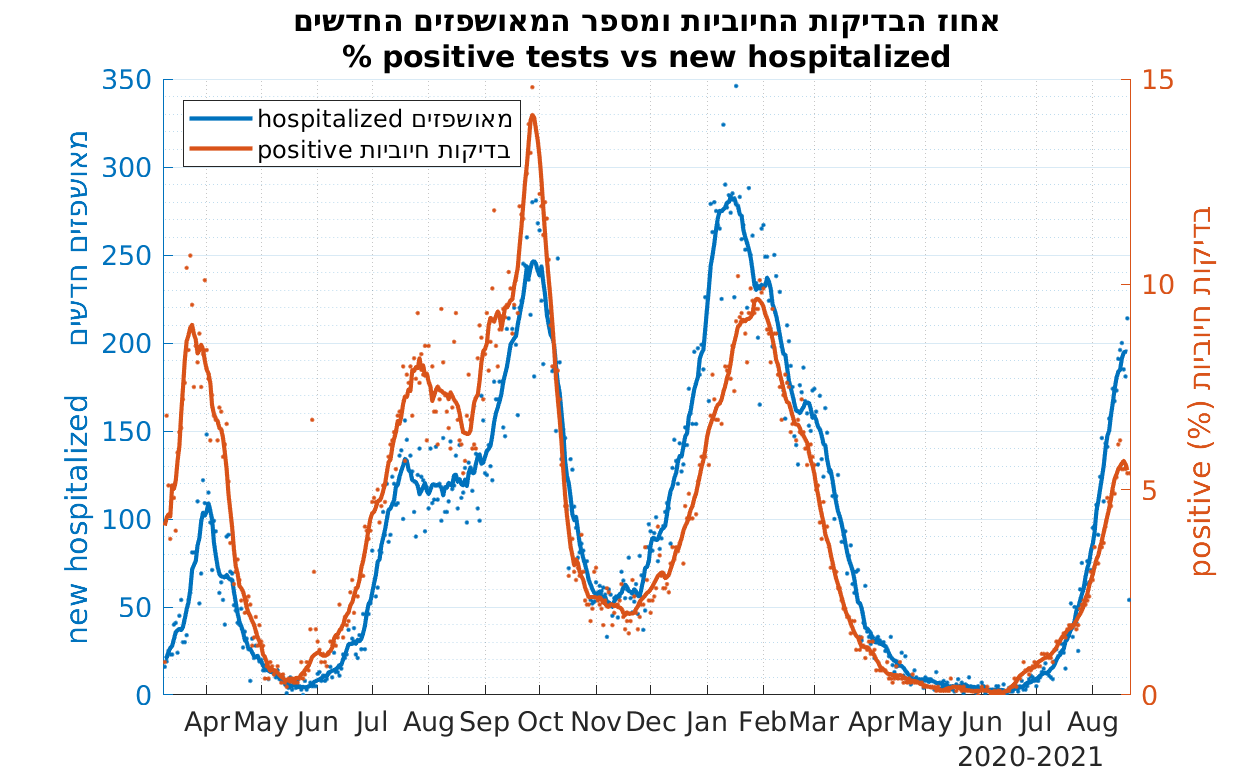 אחוז הבדיקות החיוביות ומספר המאושפזים החדשים
% positive tests vs new hospitalized
hospitalized מאושפזים
positive בדיקות חיוביות
new hospitalized מאושפזים חדשים
350
300
250
200
150
100
50
0
positive (%) בדיקות חיוביות
15
10
5
0
Apr May Jun Jul Aug Sep Oct Nov Dec Jan Feb Mar Apr May Jun Jul Aug
2020-2021